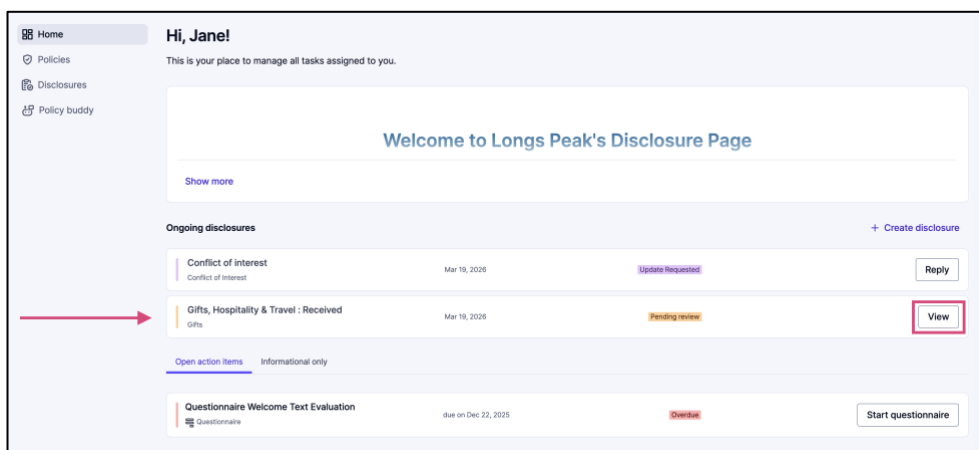 Home
Policies
Disclosures
Policy buddy
Hi, Jane!
This is your place to manage all tasks assigned to you.
Welcome to Longs Peak's Disclosure Page
Show more
Ongoing disclosures
+ Create disclosure
Conflict of interest
Conflict of Interest
Mar 19, 2026
Update Requested
Reply
Gifts, Hospitality & Travel : Received
Gifts
Mar 19, 2026
Pending review
View
Open action items
Informational only
Questionnaire Welcome Text Evaluation
Questionnaire
due on Dec 22, 2025
Overdue
Start questionnaire